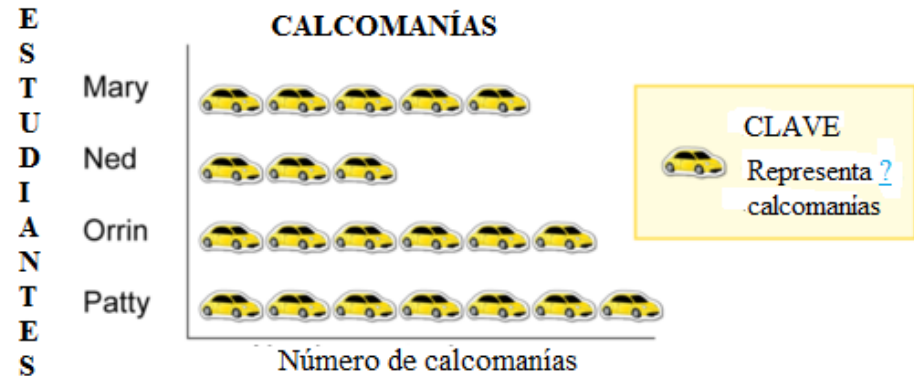 E
S
T
U
D
I
A
N
T
E
S
CALCOMANÍAS
Mary
Ned
Orrin
Patty
Número de calcomanías
CLAVE
Representa ?
calcomanías